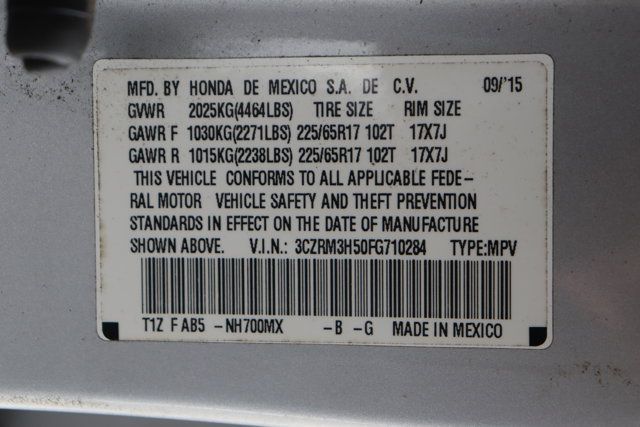 MFD. BY HONDA DE MEXICO S.A. DE C.V. 09/'15
GVWR 2025KG(4464LBS) TIRE SIZE RIM SIZE
GAWR F 1030KG(2271LBS) 225/65R17 102T 17X7J
GAWR R 1015KG(2238LBS) 225/65R17 102T 17X7J
THIS VEHICLE CONFORMS TO ALL APPLICABLE FEDE-
RAL MOTOR VEHICLE SAFETY AND THEFT PREVENTION
STANDARDS IN EFFECT ON THE DATE OF MANUFACTURE
SHOWN ABOVE. V.I.N.: 3CZRM3H50FG710284 TYPE:MPV
T1Z F AB5 -NH700MX -B -G MADE IN MEXICO